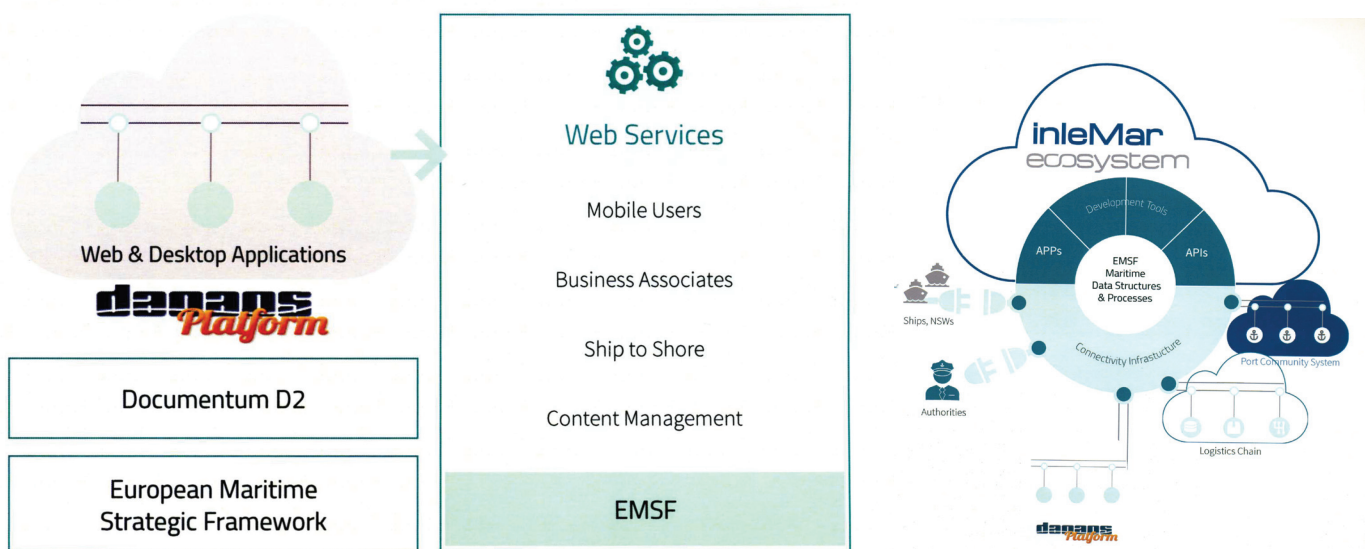 Web & Desktop Applications
danaos
Platform
Documentum D2
European Maritime
Strategic Framework
Web Services
Mobile Users
Business Associates
Ship to Shore
Content Management
EMSF
inleMar
ecosystem
Development Tools
APPs
APIs
EMSF
Maritime
Data Structures
& Processes
Connectivity Infrastucture
Ships, NSWs
Authorities
Port Community System
Logistics Chain
danaos
Platform